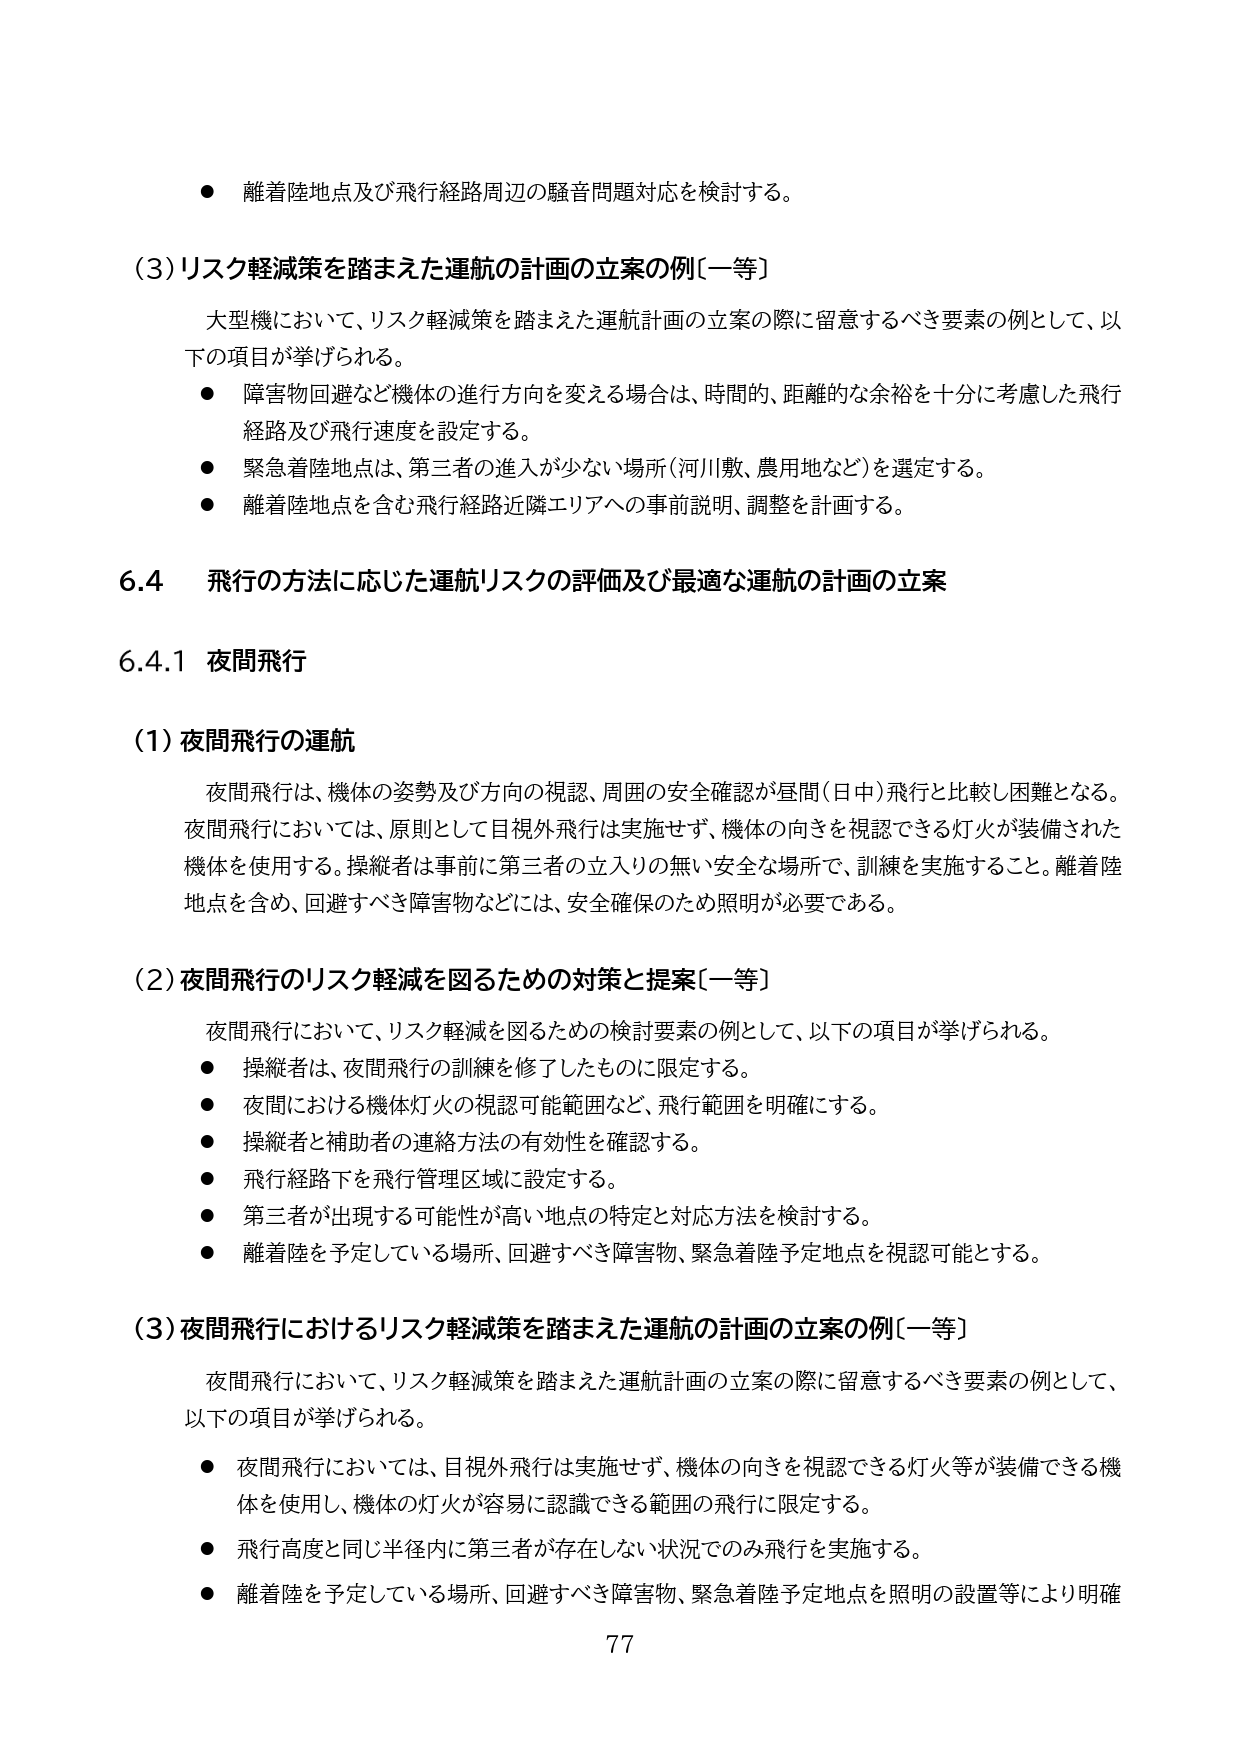 ● 離着陸地点及び飛行経路周辺の騒音問題対応を検討する。
（3）リスク軽減策を踏まえた運航の計画の立案の例〔一等〕
大型機において、リスク軽減策を踏まえた運航計画の立案の際に留意するべき要素の例として、以
下の項目が挙げられる。
● 障害物回避など機体の進行方向を変える場合は、時間的、距離的な余裕を十分に考慮した飛行
経路及び飛行速度を設定する。
● 緊急着陸地点は、第三者の進入が少ない場所（河川敷、農用地など）を選定する。
● 離着陸地点を含む飛行経路近隣エリアへの事前説明、調整を計画する。
6.4 飛行の方法に応じた運航リスクの評価及び最適な運航の計画の立案
6.4.1 夜間飛行
（1）夜間飛行の運航
夜間飛行は、機体の姿勢及び方向の視認、周囲の安全確認が昼間（日中）飛行と比較し困難となる。
夜間飛行においては、原則として目視外飛行は実施せず、機体の向きを視認できる灯火が装備された
機体を使用する。操縦者は事前に第三者の立入りの無い安全な場所で、訓練を実施すること。離着陸
地点を含め、回避すべき障害物などには、安全確保のため照明が必要である。
（2）夜間飛行のリスク軽減を図るための対策と提案〔一等〕
夜間飛行において、リスク軽減を図るための検討要素の例として、以下の項目が挙げられる。
● 操縦者は、夜間飛行の訓練を修了したものに限定する。
● 夜間における機体灯火の視認可能範囲など、飛行範囲を明確にする。
● 操縦者と補助者の連絡方法の有効性を確認する。
● 飛行経路下を飛行管理区域に設定する。
● 第三者が出現する可能性が高い地点の特定と対応方法を検討する。
● 離着陸を予定している場所、回避すべき障害物、緊急着陸予定地点を視認可能とする。
（3）夜間飛行におけるリスク軽減策を踏まえた運航の計画の立案の例〔一等〕
夜間飛行において、リスク軽減策を踏まえた運航計画の立案の際に留意するべき要素の例として、
以下の項目が挙げられる。
● 夜間飛行においては、目視外飛行は実施せず、機体の向きを視認できる灯火等が装備できる機
体を使用し、機体の灯火が容易に認識できる範囲の飛行に限定する。
● 飛行高度と同じ半径内に第三者が存在しない状況でのみ飛行を実施する。
● 離着陸を予定している場所、回避すべき障害物、緊急着陸予定地点を照明の設置等により明確
77